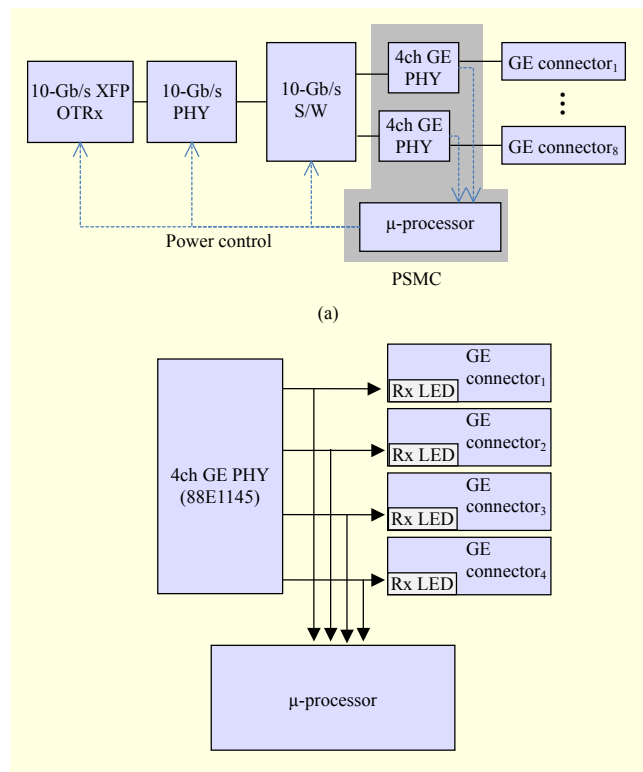 10-Gb/s XFP
OTRx
10-Gb/s
PHY
10-Gb/s
S/W
4ch GE
PHY
4ch GE
PHY
GE connector₁
⋮
GE connector₈
μ-processor
Power control
PSMC
(a)
4ch GE PHY
(88E1145)
GE
connector₁
Rx LED
GE
connector₂
Rx LED
GE
connector₃
Rx LED
GE
connector₄
Rx LED
μ-processor